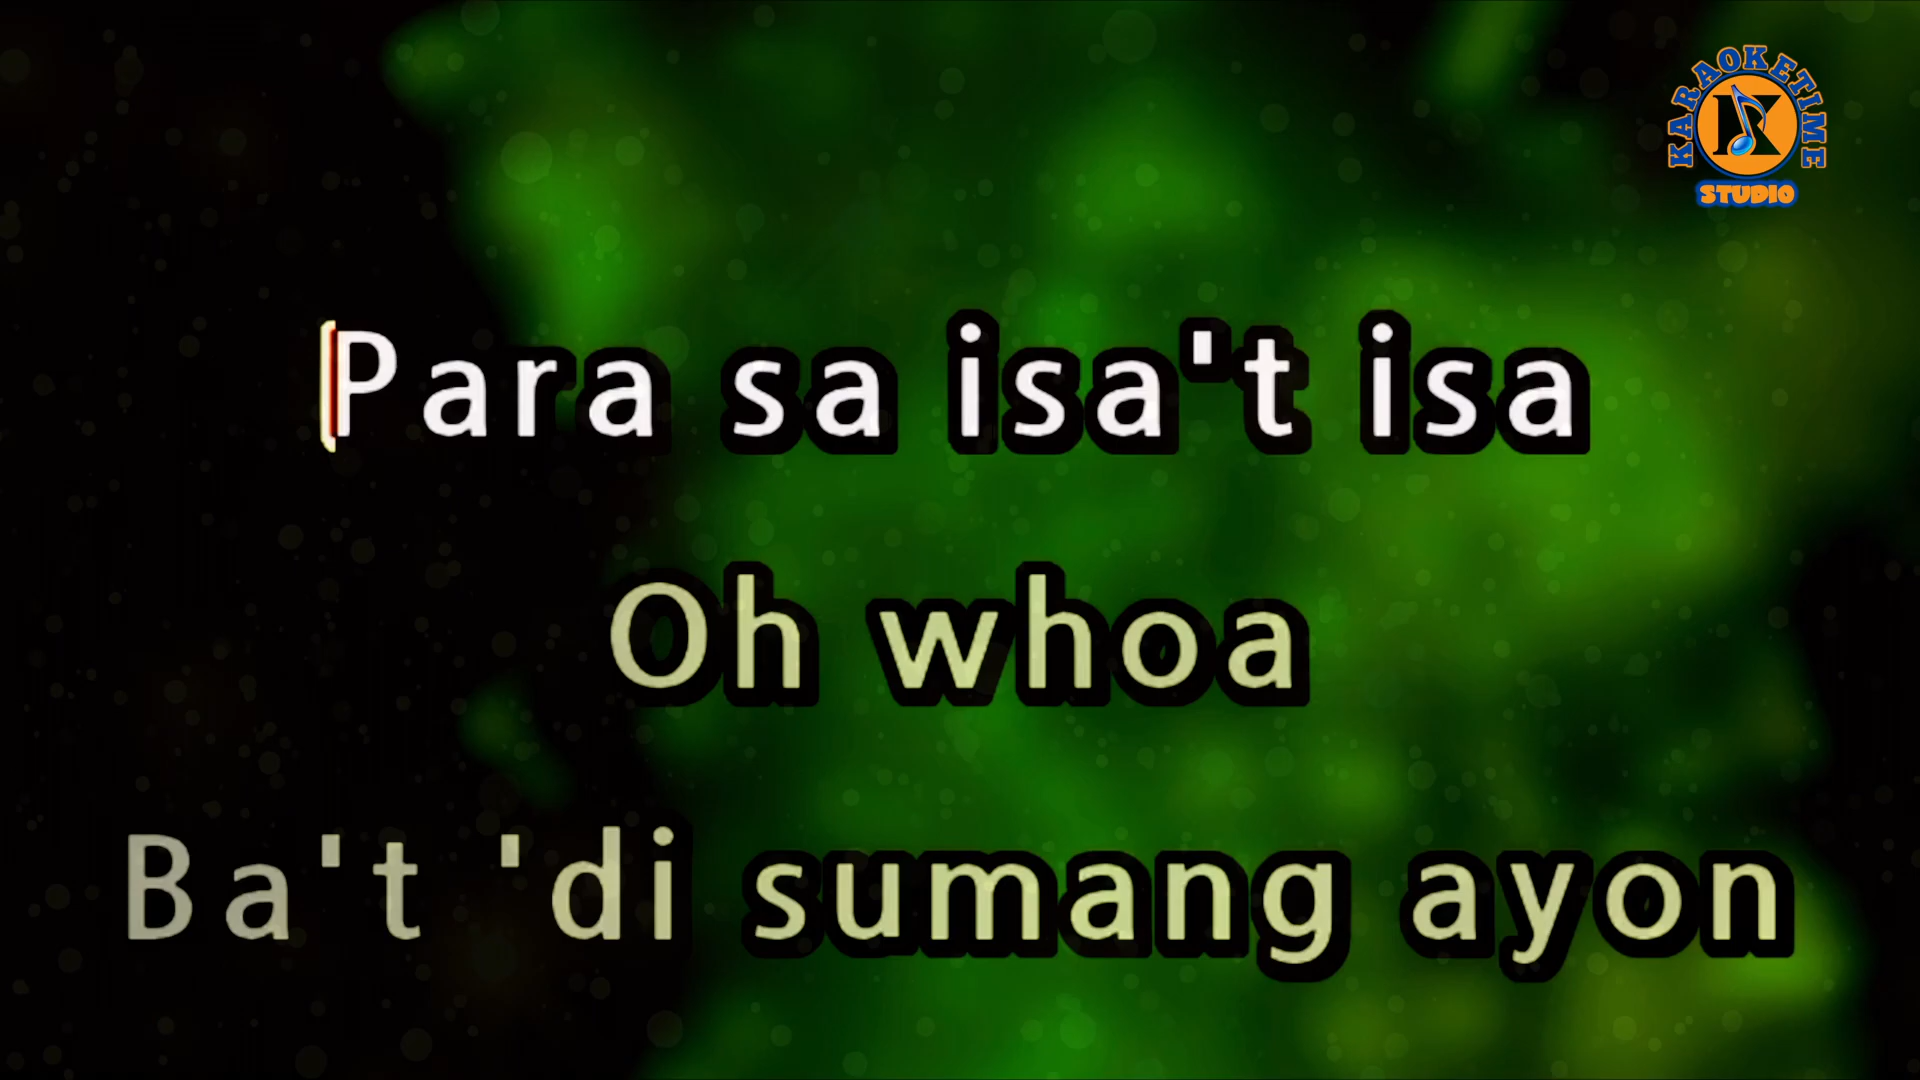 KARAOKETIME
STUDIO
Para sa isa't isa
Oh whoa
Ba't 'di sumang ayon